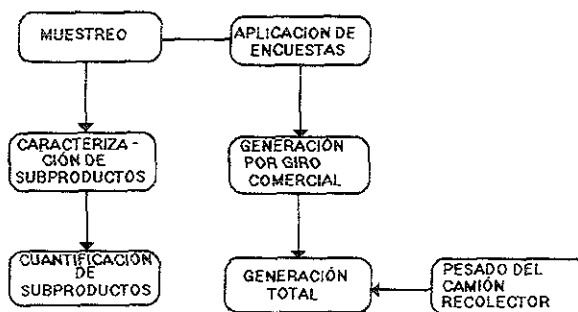 MUESTREO
APLICACION DE
ENCUESTAS
CARACTERIZA -
CIÓN DE
SUBPRODUCTOS
GENERACIÓN
POR GIRO
COMERCIAL
CUANTIFICACIÓN
DE
SUBPRODUCTOS
GENERACIÓN
TOTAL
PESADO DEL
CAMIÓN
RECOLECTOR